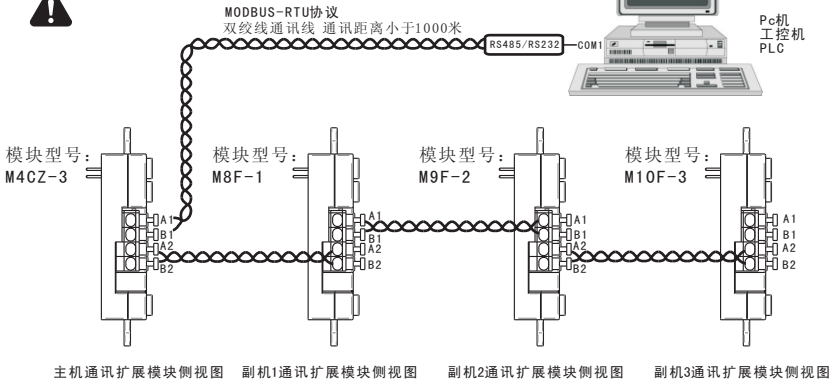 MODBUS-RTU协议
双绞线通讯线 通讯距离小于1000米
RS485/RS232
COM1
Pc机
工控机
PLC
模块型号:
M4CZ-3
模块型号:
M8F-1
模块型号:
M9F-2
模块型号:
M10F-3
A1
B1
A2
B2
A1
B1
A2
B2
A1
B1
A2
B2
A1
B1
A2
B2
主机通讯扩展模块侧视图
副机1通讯扩展模块侧视图
副机2通讯扩展模块侧视图
副机3通讯扩展模块侧视图